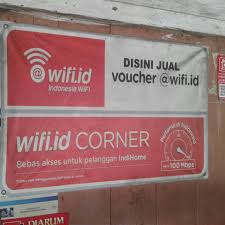 @wifi.id
Indonesia WiFi
DISINI JUAL
voucher @wifi.id
wifi.id CORNER
Bebas akses untuk pelanggan IndiHome
100 Mbps
DJARUM